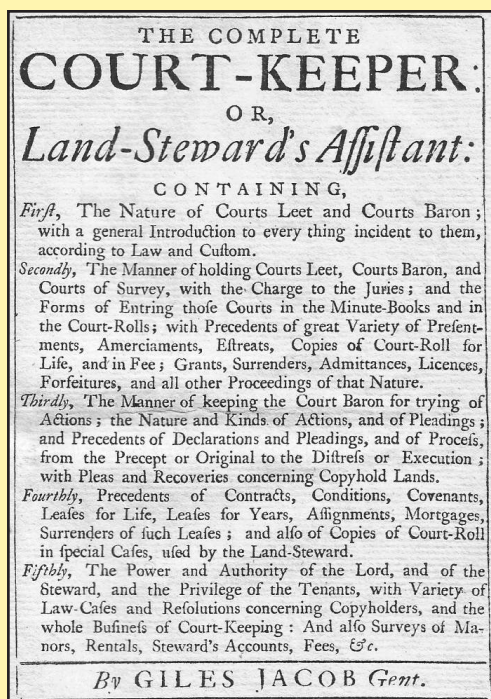 THE COMPLETE
COURT-KEEPER:
OR,
Land-Steward's Aſſiſtant:
CONTAINING,
Firſt, The Nature of Courts Leet and Courts Baron;
with a general Introduction to every thing incident to them,
according to Law and Cuſtom.
Secondly, The Manner of holding Courts Leet, Courts Baron, and
Courts of Survey, with the Charge to the Juries; and the
Forms of Entring thoſe Courts in the Minute-Books and in
the Court-Rolls; with Precedents of great Variety of Preſent-
ments, Amerciaments, Eſtreats, Copies of Court-Roll for
Life, and in Fee; Grants, Surrenders, Admittances, Licences,
Forfeitures, and all other Proceedings of that Nature.
Thirdly, The Manner of keeping the Court Baron for trying of
Actions; the Nature and Kinds of Actions, and of Pleadings;
and Precedents of Declarations and Pleadings, and of Proceſs,
from the Precept or Original to the Diſtreſs or Execution;
with Pleas and Recoveries concerning Copyhold Lands.
Fourthly, Precedents of Contracts, Conditions, Covenants,
Leaſes for Life, Leaſes for Years, Aſſignments, Mortgages,
Surrenders of ſuch Leaſes; and alſo of Copies of Court-Roll
in ſpecial Caſes, uſed by the Land-Steward.
Fifthly, The Power and Authority of the Lord, and of the
Steward, and the Privilege of the Tenants, with Variety of
Law-Caſes and Reſolutions concerning Copyholders, and the
whole Buſineſs of Court-Keeping: And alſo Surveys of Ma-
nors, Rentals, Steward's Accounts, Fees, &c.
By GILES JACOB Gent.